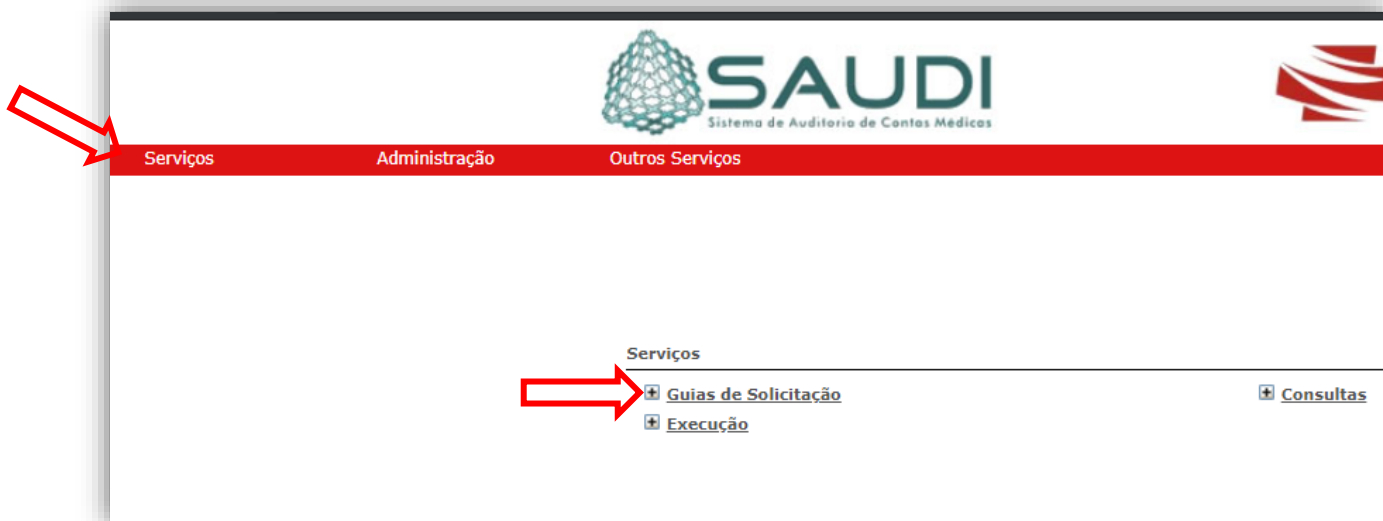 SAUDI
Sistema de Auditoria de Contas Médicas
Serviços Administração Outros Serviços
Serviços
Guias de Solicitação Consultas
Execução